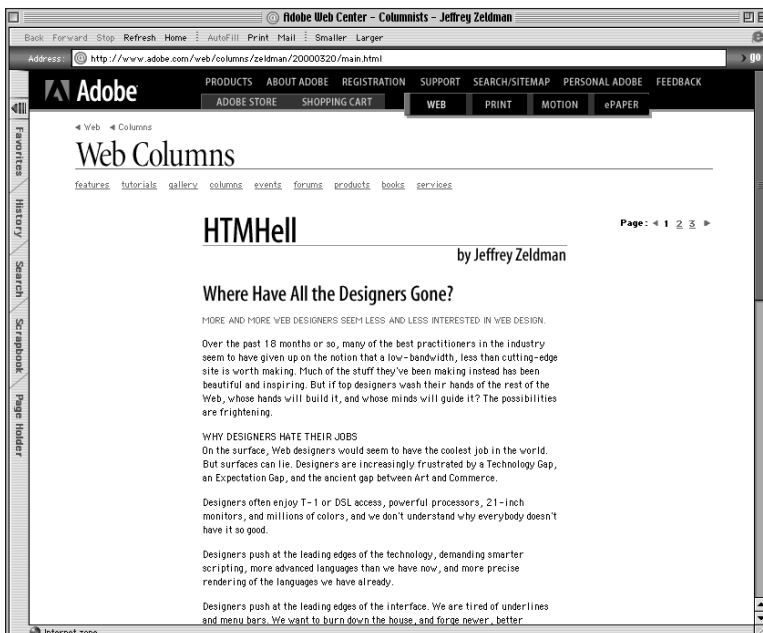 Adobe Web Center - Columnists - Jeffrey Zeldman
Back Forward Stop Refresh Home AutoFill Print Mail Smaller Larger
Address: @ http://www.adobe.com/web/columns/zeldman/20000320/main.html go
Adobe
PRODUCTS ABOUT ADOBE REGISTRATION SUPPORT SEARCH/SITEMAP PERSONAL ADOBE FEEDBACK
ADOBE STORE SHOPPING CART WEB PRINT MOTION ePAPER
Favorites
History
Search
Scrapbook
Page Holder
Web Columns
Web Columns
features tutorials gallery columns events forums products books services
HTMHell
Page: 1 2 3
by Jeffrey Zeldman
Where Have All the Designers Gone?
MORE AND MORE WEB DESIGNERS SEEM LESS AND LESS INTERESTED IN WEB DESIGN.
Over the past 18 months or so, many of the best practitioners in the industry
seem to have given up on the notion that a low-bandwidth, less than cutting-edge
site is worth making. Much of the stuff they've been making instead has been
beautiful and inspiring. But if top designers wash their hands of the rest of the
Web, whose hands will build it, and whose minds will guide it? The possibilities
are frightening.
WHY DESIGNERS HATE THEIR JOBS
On the surface, Web designers would seem to have the coolest job in the world.
But surfaces can lie. Designers are increasingly frustrated by a Technology Gap,
an Expectation Gap, and the ancient gap between Art and Commerce.
Designers often enjoy T-1 or DSL access, powerful processors, 21-inch
monitors, and millions of colors, and we don't understand why everybody doesn't
have it so good.
Designers push at the leading edges of the technology, demanding smarter
scripting, more advanced languages than we have now, and more precise
rendering of the languages we have already.
Designers push at the leading edges of the interface. We are tired of underlines
and menu bars. We want to burn down the house, and forge newer, better
Internet zone